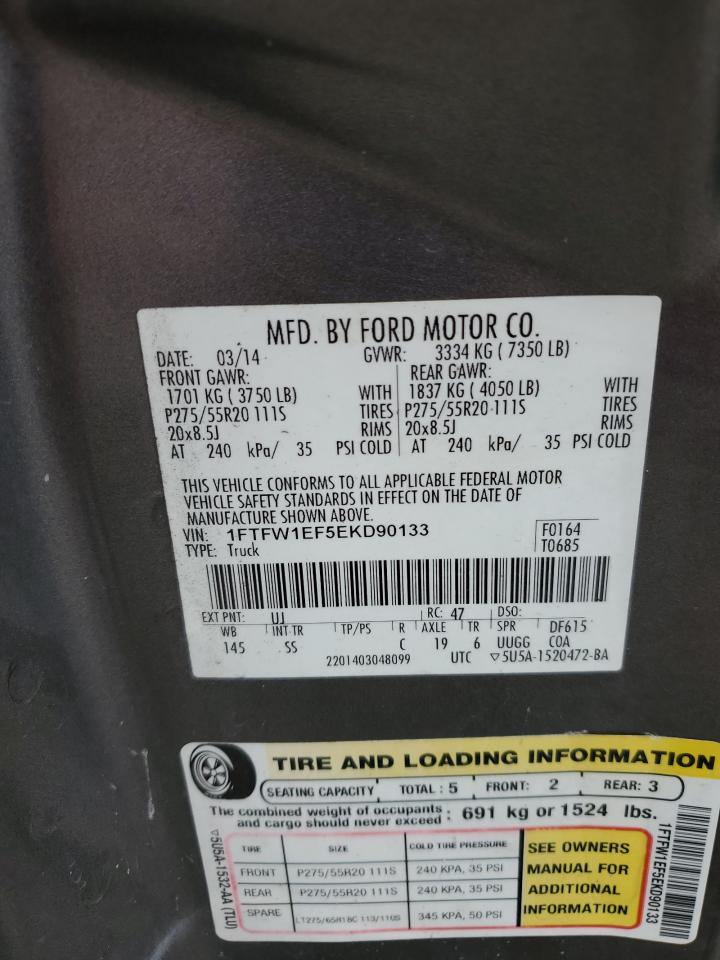 MFD. BY FORD MOTOR CO.
DATE: 03/14 GVWR: 3334 KG ( 7350 LB)
FRONT GAWR: REAR GAWR:
1701 KG ( 3750 LB) WITH 1837 KG ( 4050 LB) WITH
P275/55R20 111S TIRES P275/55R20 111S TIRES
20x8.5J RIMS 20x8.5J RIMS
AT 240 kPa/ 35 PSI COLD AT 240 kPa/ 35 PSI COLD
THIS VEHICLE CONFORMS TO ALL APPLICABLE FEDERAL MOTOR
VEHICLE SAFETY STANDARDS IN EFFECT ON THE DATE OF
MANUFACTURE SHOWN ABOVE.
VIN: 1FTFW1EF5EKD90133 F0164
TYPE: Truck T0685
EXT PNT: UJ RC: 47 DSO:
WB INT TR TP/PS R AXLE TR SPR DF615
145 SS C 19 6 UUGG COA
2201403048099 UTC ▽5U5A-1520472-BA
TIRE AND LOADING INFORMATION
SEATING CAPACITY TOTAL : 5 FRONT: 2 REAR: 3
The combined weight of occupants
and cargo should never exceed : 691 kg or 1524 lbs.
TIRE SIZE COLD TIRE PRESSURE
FRONT P275/55R20 111S 240 KPA, 35 PSI
REAR P275/55R20 111S 240 KPA, 35 PSI
SPARE LT275/65R18C 113/110S 345 KPA, 50 PSI
SEE OWNERS
MANUAL FOR
ADDITIONAL
INFORMATION
▽5U5A-1532-AA (TLU)
1FTFW1EF5EKD90133